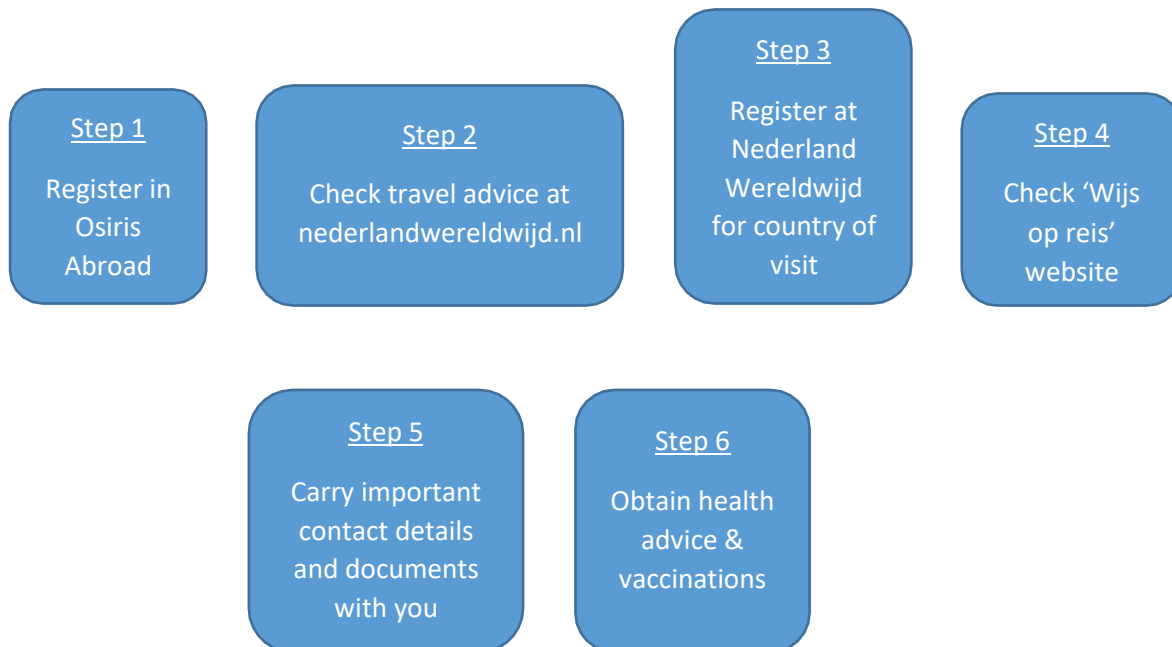 Step 1
Register in
Osiris
Abroad
Step 2
Check travel advice at
nederlandwereldwijd.nl
Step 3
Register at
Nederland
Wereldwijd
for country of
visit
Step 4
Check ‘Wijs
op reis’
website
Step 5
Carry important
contact details
and documents
with you
Step 6
Obtain health
advice &
vaccinations